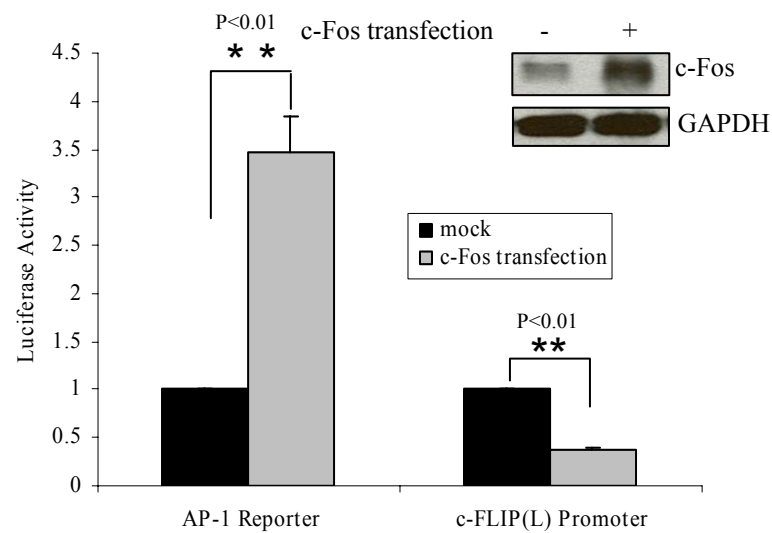 P<0.01
* *
c-Fos transfection - +
c-Fos
GAPDH
4.5
4
3.5
3
2.5
2
1.5
1
0.5
0
Luciferase Activity
mock
c-Fos transfection
P<0.01
**
AP-1 Reporter
c-FLIP(L) Promoter